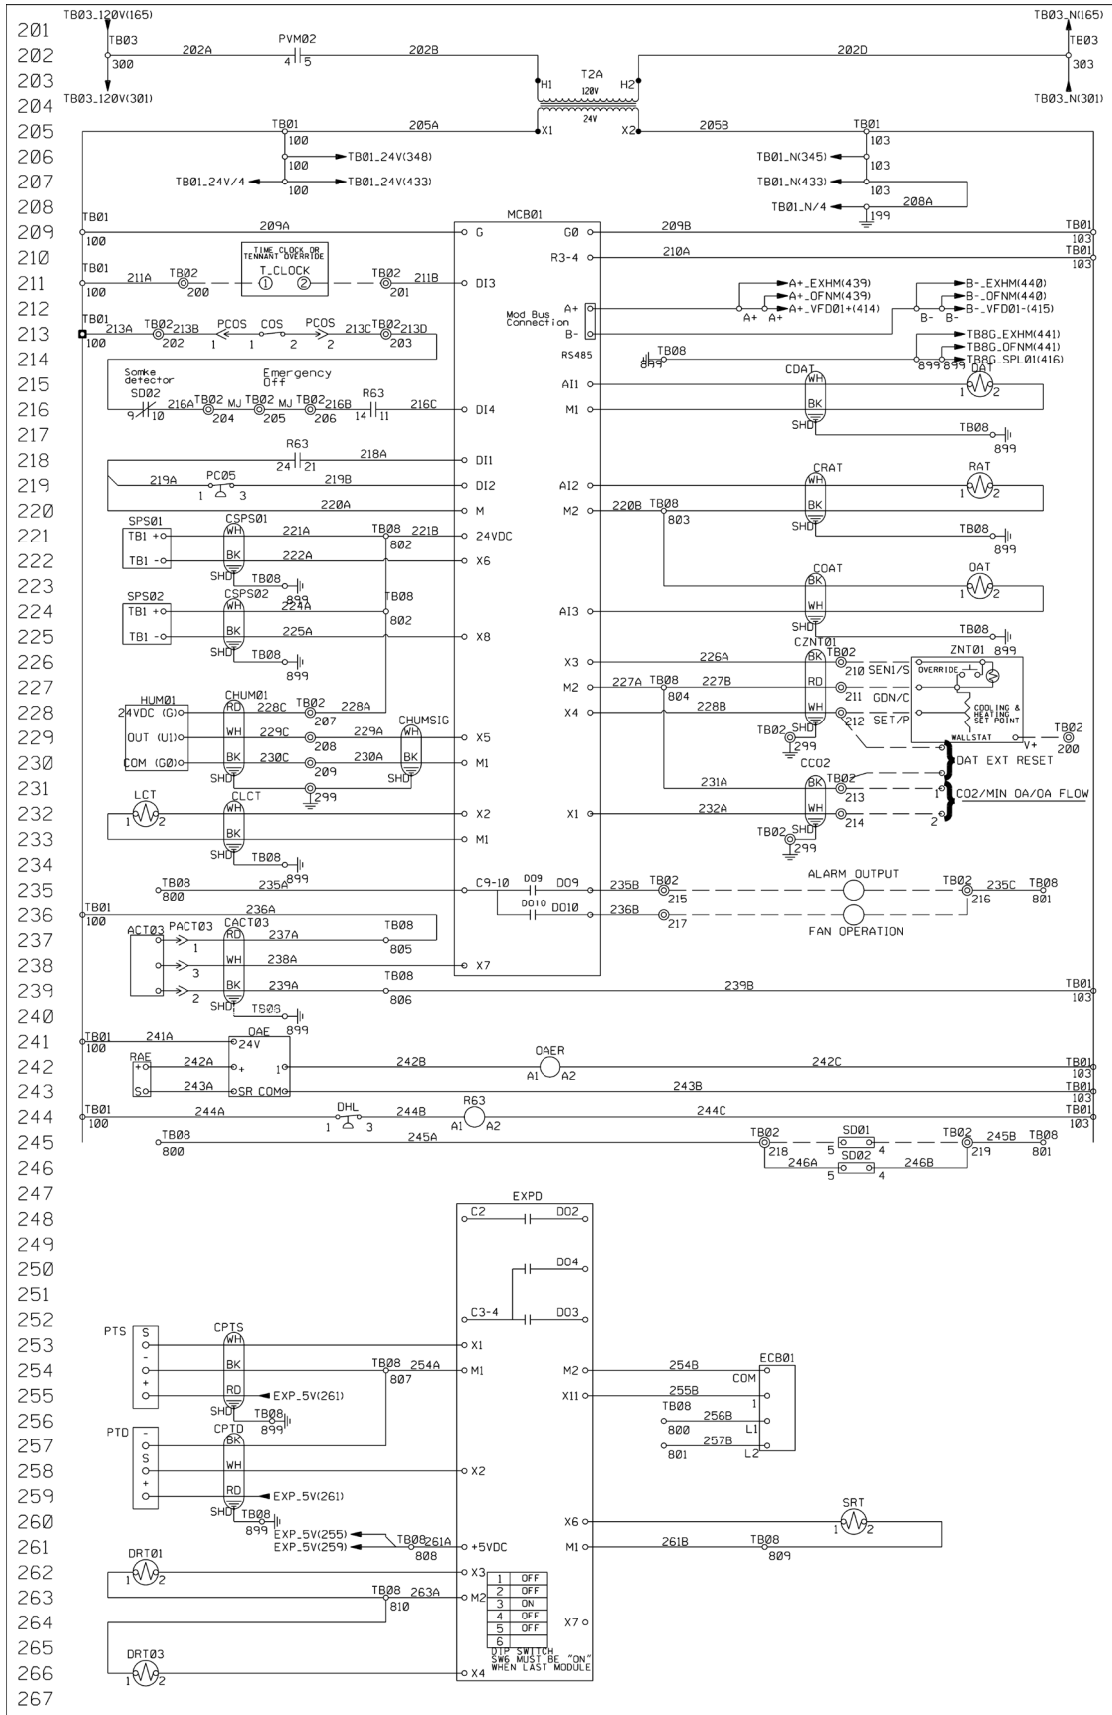 201 TB03_120V(165) TB03_N(165)
202 TB03 202A PVM02 202B 202D TE03
300 4 5 303
203 H1 T2A H2
120V
204 TB03_120V(301) TB03_N(301)
24V
205 TB01 205A X1 X2 205B TB01
100 103
206 TB01_24V(348) TB01_N(345)
100 103
207 TB01_24V/4 TB01_24V(433) TB01_N(433)
100 103
208 TB01_N/4 208A
199
TB01 MCB01 TB01
209 209A G G0 209B
100 103
210 TIME CLOCK OR R3-4 210A TB01
TENNANT OVERRIDE 103
TB01 T_CLOCK
211 211A TB02 1 2 TB02 211B DI3 A+_EXHM(439) B-_EXHM(440)
200 201 A+_OFNM(439) B-_OFNM(440)
212 A+ A+_VFD01+(414) B-_VFD01-(415)
Mod Bus A+ A+ B- B-
Connection
TB01
213 213A TB02 213B PCOS COS PCOS 213C TB02 213D B- TB8G_EXHM(441)
100 202 1 1 2 2 203 TB8G_OFNM(441)
214 RS485 TB08 TB8G_SPL01(416)
899 899 899
215 Somke Emergency AI1 CDAT WH OAT
detector Off 1 2
SD02 R63
216 216A TB02 MJ TB02 MJ TB02 216B 216C DI4 M1 BK
9 10 204 205 206 14 11 SHD
217 TB08
899
218 R63 218A DI1
24 21
219 219A PC05 219B DI2 AI2 CRAT WH RAT
1 3 1 2
220 220A M M2 220B TB08 BK
803 SHD
221 SPS01 CSPS01 TB08
TB1 + WH 221A TB08 221B 24VDC 899
802
222 TB1 - BK 222A X6
SHD
223 TB08 COAT BK OAT
899 1 2
224 SPS02 CSPS02 TB08
TB1 + WH 224A AI3 WH
802 SHD
225 TB1 - BK 225A X8 TB08
SHD 899
226 TB08 X3 226A CZNT01 BK TB02 ZNT01
899 210 SEN1/S OVERRIDE
227 M2 227A TB08 227B RD
804 211 GDN/C
228 HUM01 CHUM01 TB02 CHUMSIG
24VDC (G) RD 228C 228A X4 228B WH COOLING &
207 212 SET/P HEATING
SET POINT
229 OUT (U1) WH 229C 229A WH X5 TB02 SHD WALLSTAT V+ TB02
208 299 200
230 COM (G0) BK 230C 230A BK M1 CCO2 DAT EXT RESET
SHD 209 SHD
231 299 231A BK TB02 1 CO2/MIN OA/OA FLOW
213
232 LCT CLCT WH X2 X1 232A WH 2
1 2 214
233 BK M1 TB02 SHD
SHD 299
234 TB08
899
235 TB03 235A C9-10 DO9 DO9 235B TB02 ALARM OUTPUT TB02 235C TB08
800 215 216 801
236 TB01 236A DO10 DO10 236B
100 217 FAN OPERATION
237 ACT03 PACT03 CACT03 RD 237A TB08
1 805
238 WH 238A X7
3
239 BK 239A TB08 239B TB01
2 SHD 806 103
240 TB08
899
241 TB01 241A OAE
100 24V
242 RAE + 242A + 1 242B OAER 242C TB01
A1 A2 103
243 S 243A SR COM 243B TB01
103
244 TB01 244A DHL 244B R63 244C TB01
100 1 3 A1 A2 103
245 TB03 245A TB02 SD01 TB02 245B TB08
800 218 5 4 219 801
246 246A SD02 246B
5 4
247 EXPD
248 C2 DO2
249
250 DO4
251
252 C3-4 DO3
253 PTS S CPTS WH X1
254 - BK TB08 254A M1 M2 254B ECB01
807 COM
255 + RD EXP_5V(261) X11 255B
SHD 1
256 TB08 TB08 256B
899 800 L1
257 PTD - CPTD BK 257B
801 L2
258 S WH X2
259 + RD EXP_5V(261)
SHD
260 TB08 X6 SRT
899 EXP_5V(255) 1 2
261 EXP_5V(259) TB08 261A +5VDC M1 261B TB08
808 809
262 DRT01 X3
1 2 1 OFF
263 TB08 263A M2 2 OFF
810 3 ON
264 4 OFF X7
5 OFF
265 6
DIP SWITCH
SW6 MUST BE "ON"
266 DRT03 X4 WHEN LAST MODULE
1 2
267